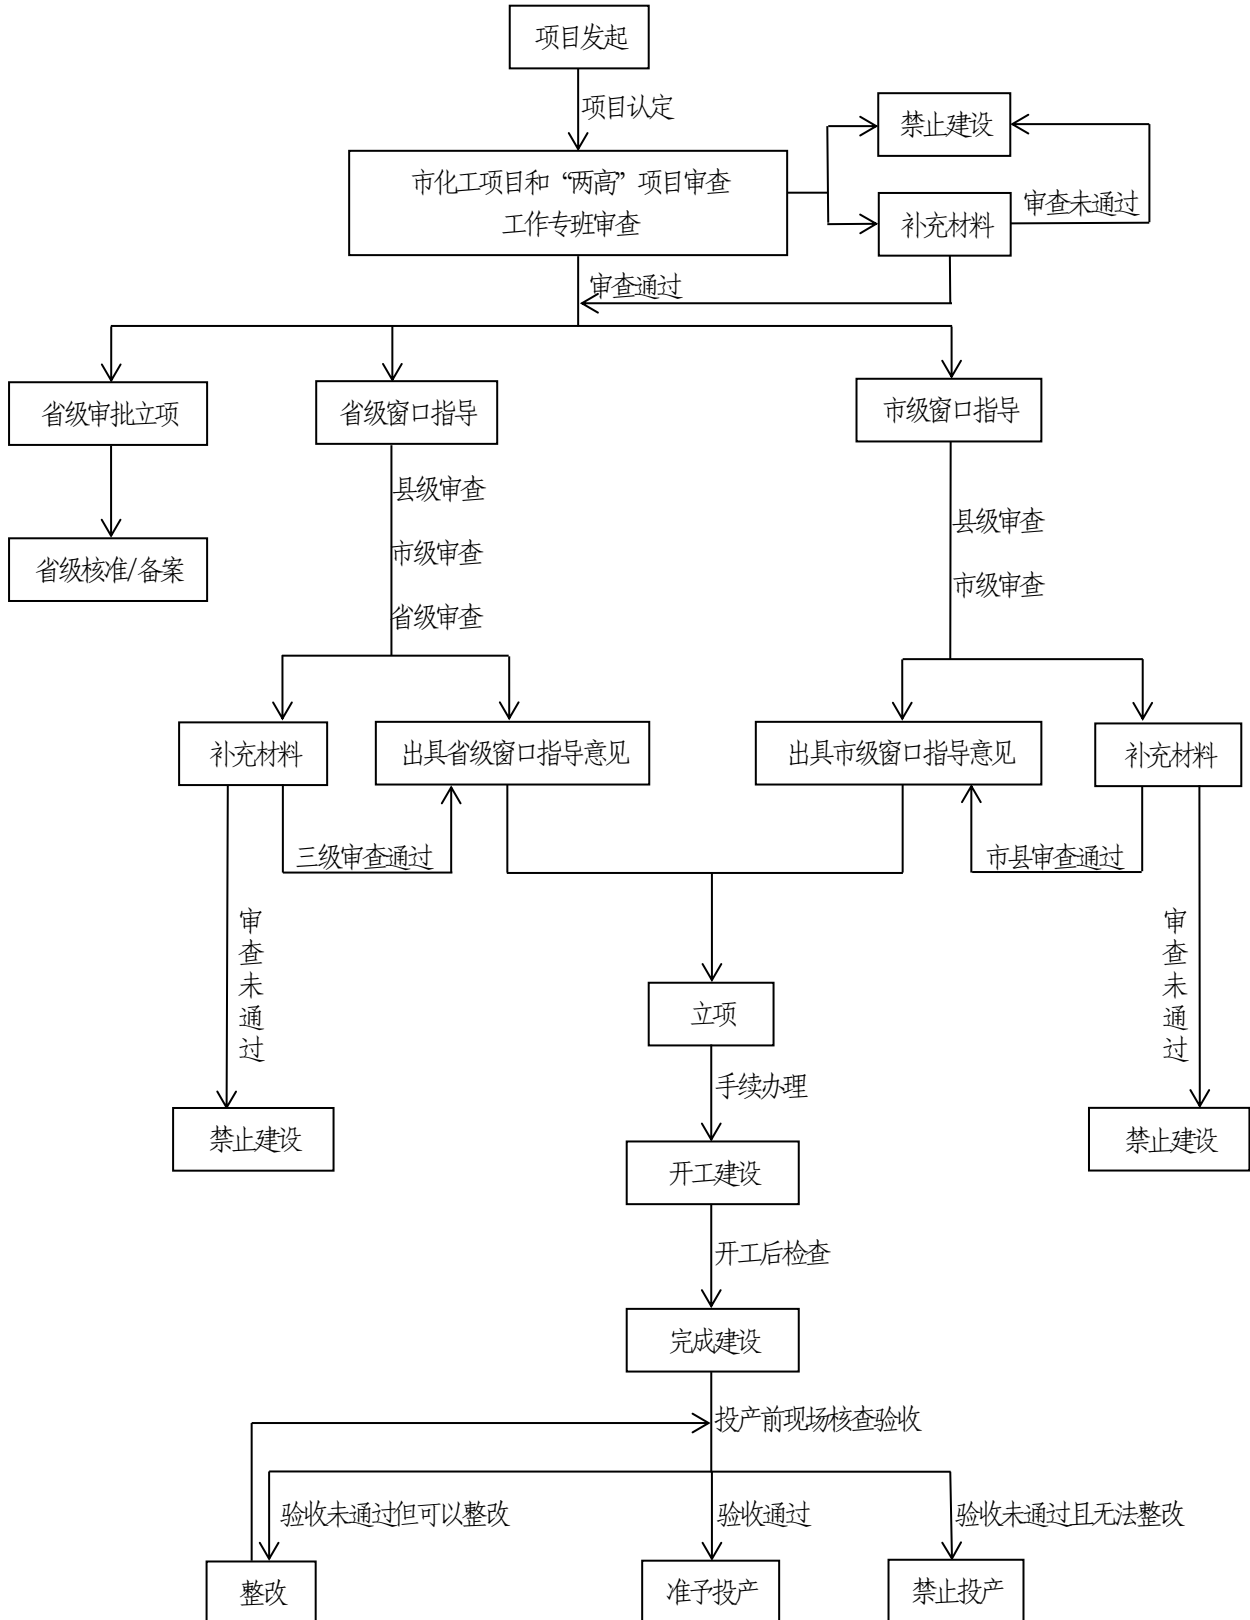 项目发起
项目认定
禁止建设
市化工项目和“两高”项目审查
工作专班审查
补充材料
审查未通过
审查通过
省级审批立项
省级窗口指导
市级窗口指导
县级审查
市级审查
省级审查
县级审查
市级审查
省级核准/备案
补充材料
出具省级窗口指导意见
出具市级窗口指导意见
补充材料
三级审查通过
市县审查通过
审查未通过
审查未通过
立项
手续办理
禁止建设
开工建设
禁止建设
开工后检查
完成建设
投产前现场核查验收
验收未通过但可以整改
验收通过
验收未通过且无法整改
整改
准予投产
禁止投产